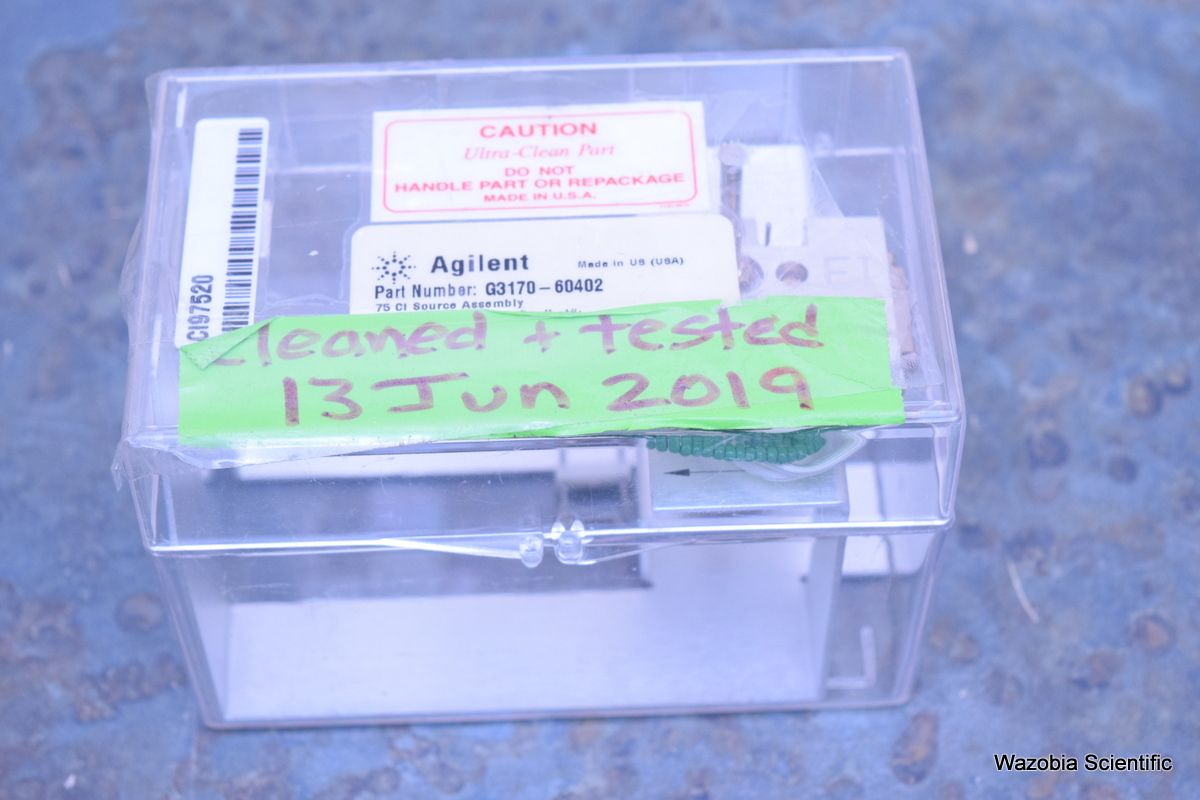 CAUTION
Ultra-Clean Part
DO NOT
HANDLE PART OR REPACKAGE
MADE IN U.S.A.
CI97520
Agilent
Made in US (USA)
Part Number: G3170-60402
75 CI Source Assembly
Cleaned + tested
13 Jun 2019
Wazobia Scientific